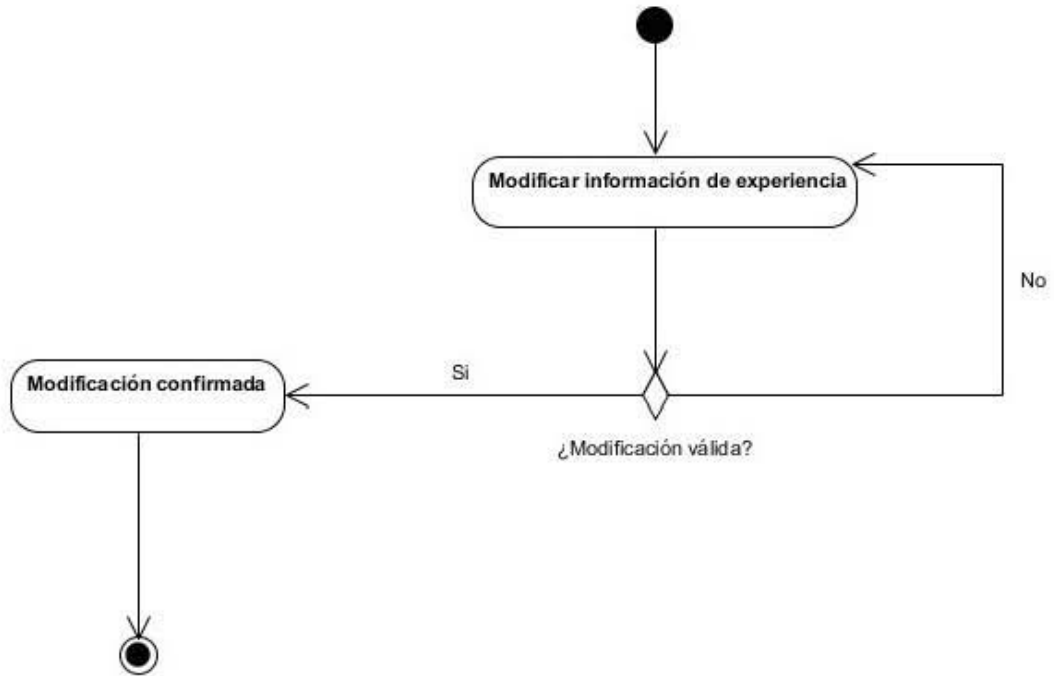 Modificar información de experiencia
No
Si
Modificación confirmada
¿Modificación válida?